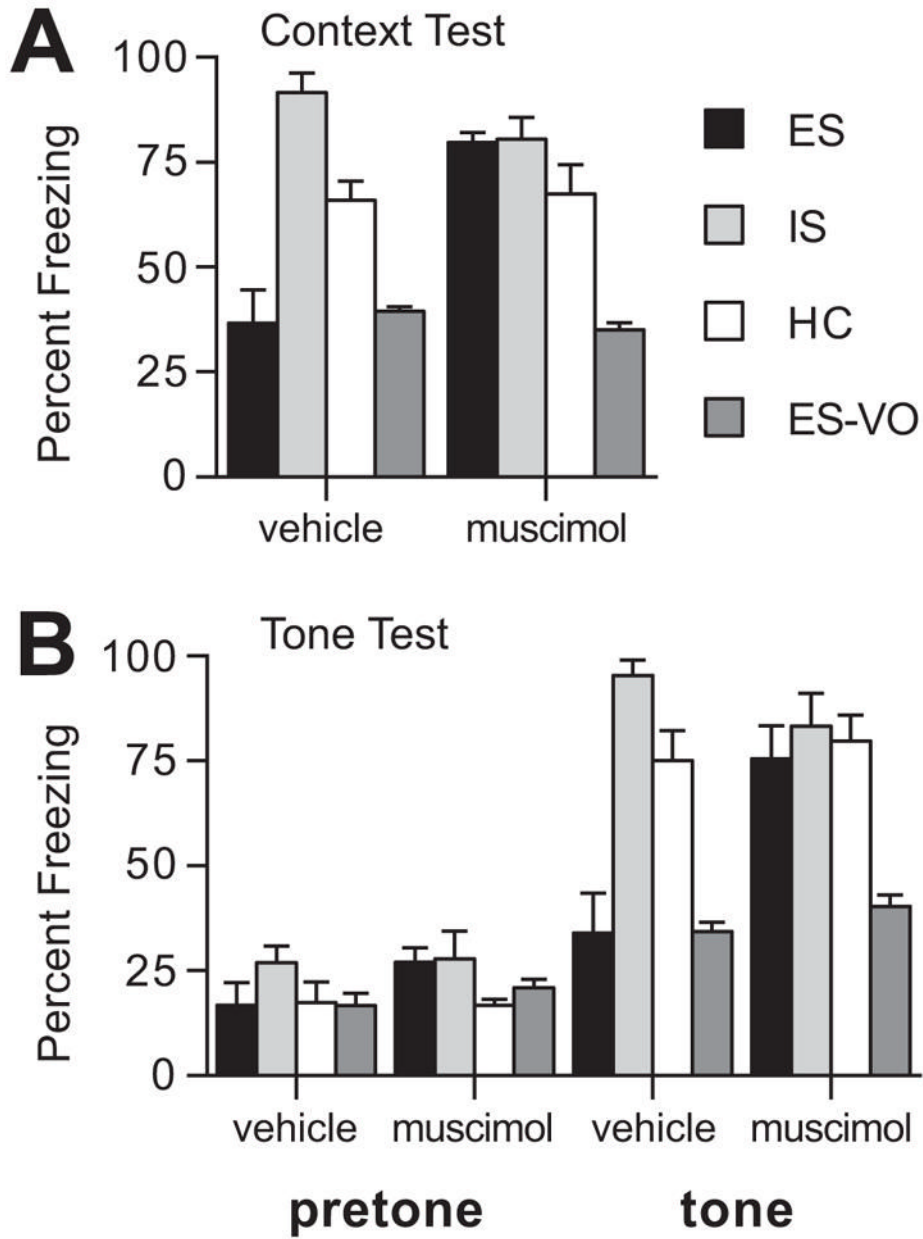 A
Context Test
Percent Freezing
100
75
50
25
0
vehicle muscimol
ES
IS
HC
ES-VO
B
Tone Test
Percent Freezing
100
75
50
25
0
vehicle muscimol vehicle muscimol
pretone tone